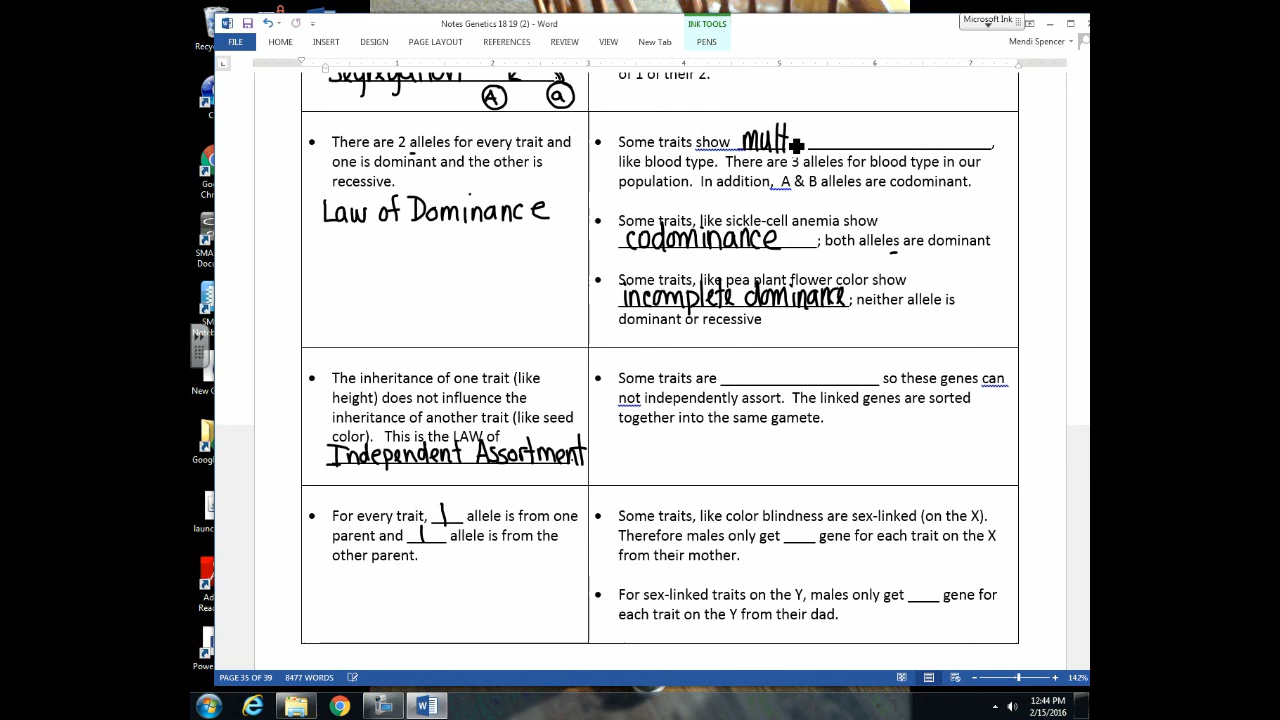 Notes Genetics 18 19 (2) - Word
INK TOOLS
Microsoft Ink
FILE HOME INSERT DESIGN PAGE LAYOUT REFERENCES REVIEW VIEW New Tab PENS
Mendi Spencer
1 2 3 4 5 6 7
segregation
A a
of 1 of their 2.
There are 2 alleles for every trait and
one is dominant and the other is
recessive.
Law of Dominance
Some traits show mult
like blood type. There are 3 alleles for blood type in our
population. In addition, A & B alleles are codominant.
Some traits, like sickle-cell anemia show
codominance ; both alleles are dominant
Some traits, like pea plant flower color show
incomplete dominance ; neither allele is
dominant or recessive
The inheritance of one trait (like
height) does not influence the
inheritance of another trait (like seed
color). This is the LAW of
Independent Assortment
Some traits are ____ so these genes can
not independently assort. The linked genes are sorted
together into the same gamete.
For every trait, 1 allele is from one
parent and 1 allele is from the
other parent.
Some traits, like color blindness are sex-linked (on the X).
Therefore males only get ____ gene for each trait on the X
from their mother.
For sex-linked traits on the Y, males only get ____ gene for
each trait on the Y from their dad.
PAGE 35 OF 39 8477 WORDS
142%
12:44 PM
2/15/2016